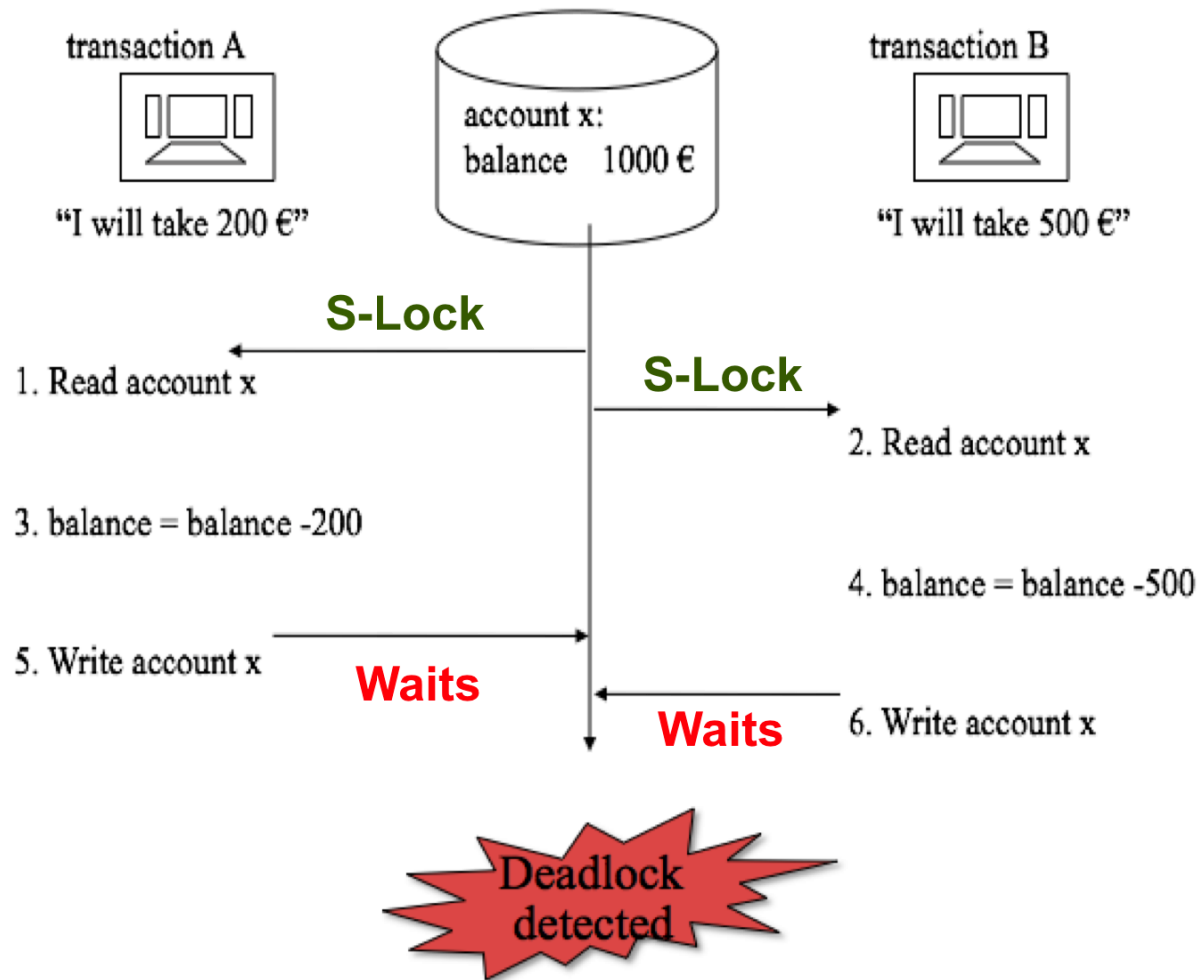 transaction A
transaction B
account x:
balance 1000 €
“I will take 200 €”
“I will take 500 €”
S-Lock
1. Read account x
S-Lock
2. Read account x
3. balance = balance -200
4. balance = balance -500
5. Write account x
Waits
Waits
6. Write account x
Deadlock
detected